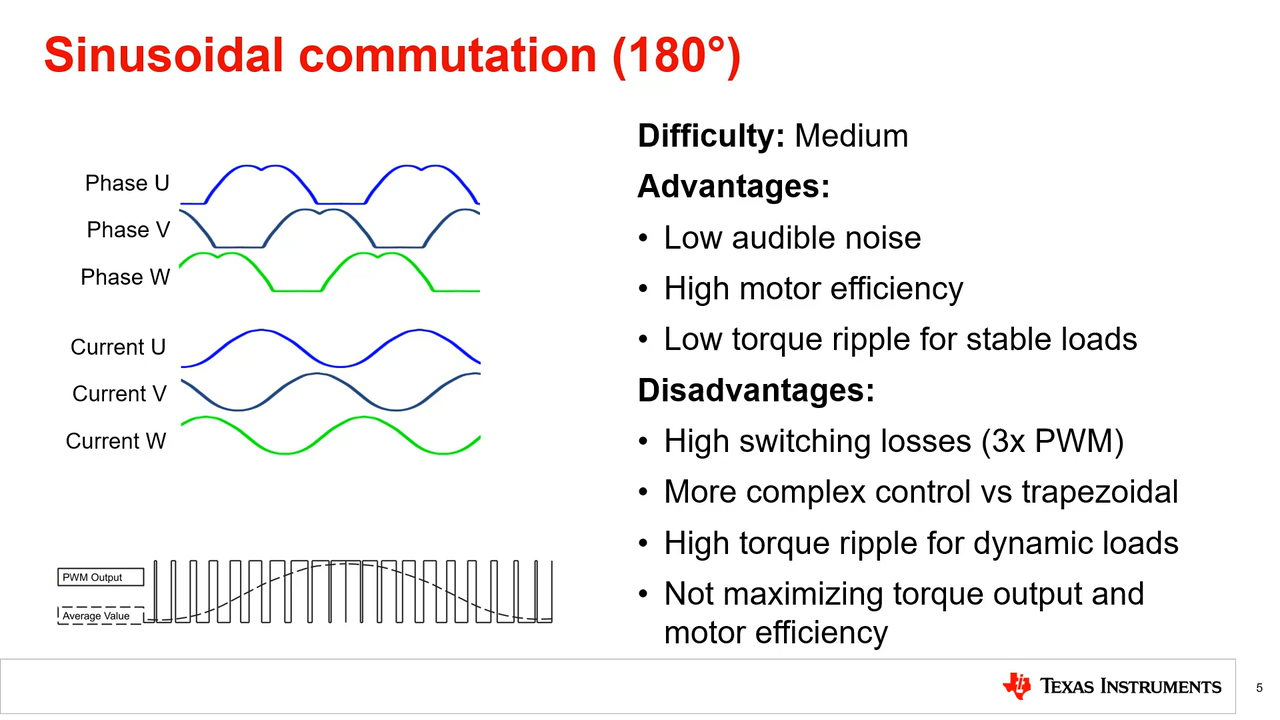 Sinusoidal commutation (180°)
Phase U
Phase V
Phase W
Current U
Current V
Current W
PWM Output
Average Value
Difficulty: Medium
Advantages:
• Low audible noise
• High motor efficiency
• Low torque ripple for stable loads
Disadvantages:
• High switching losses (3x PWM)
• More complex control vs trapezoidal
• High torque ripple for dynamic loads
• Not maximizing torque output and
motor efficiency
TEXAS INSTRUMENTS
5